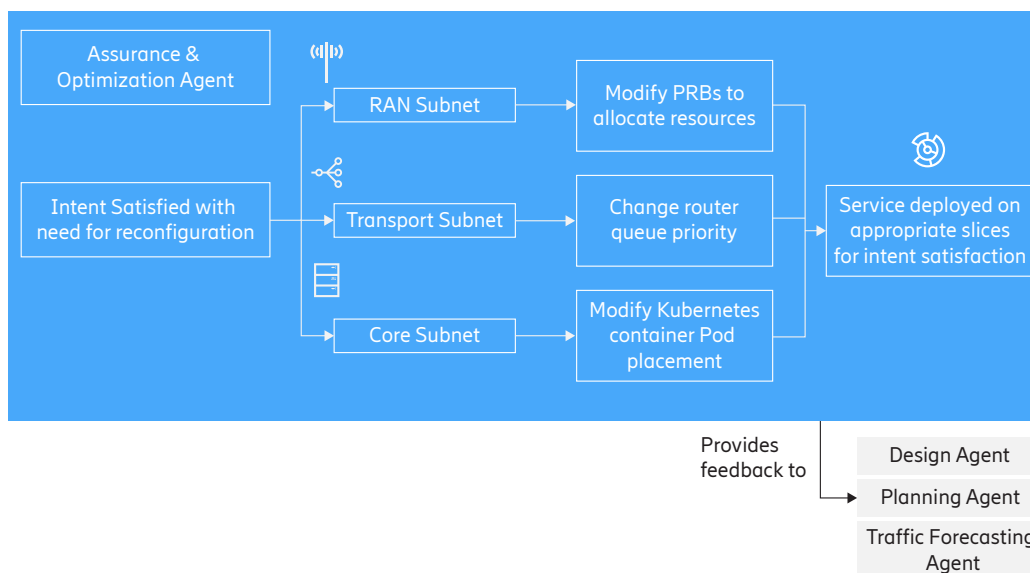 Assurance &
Optimization Agent
RAN Subnet
Modify PRBs to
allocate resources
Intent Satisfied with
need for reconfiguration
Transport Subnet
Change router
queue priority
Service deployed on
appropriate slices
for intent satisfaction
Core Subnet
Modify Kubernetes
container Pod
placement
Provides
feedback to
Design Agent
Planning Agent
Traffic Forecasting
Agent